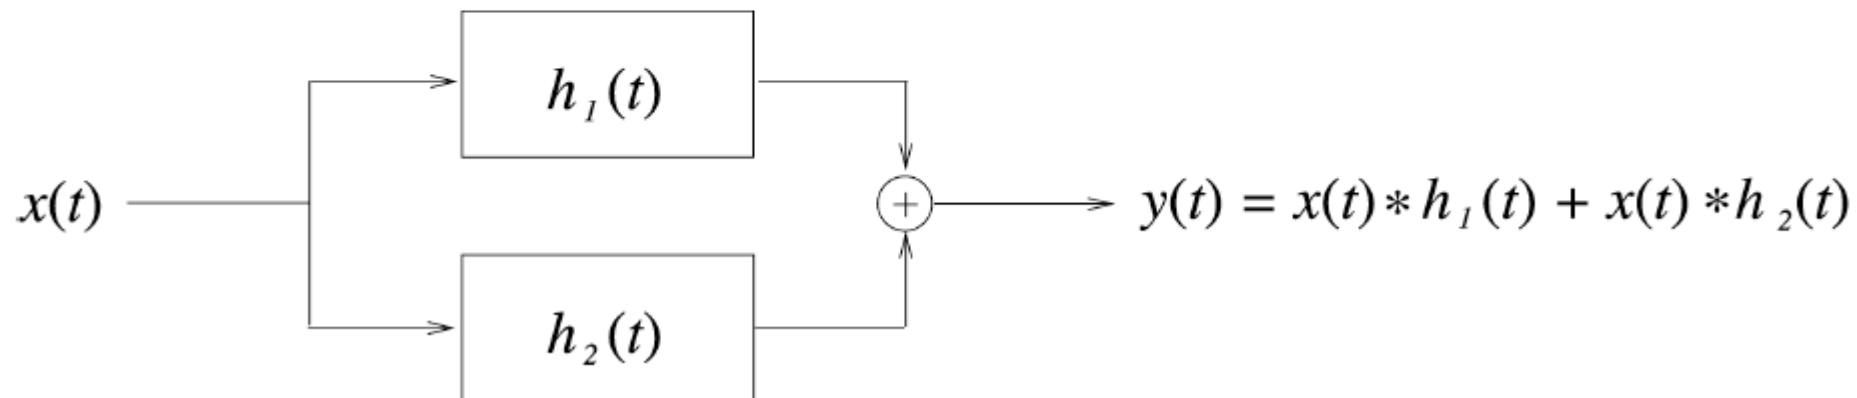 h₁(t)
x(t)
+
y(t) = x(t)*h₁(t) + x(t)*h₂(t)
h₂(t)